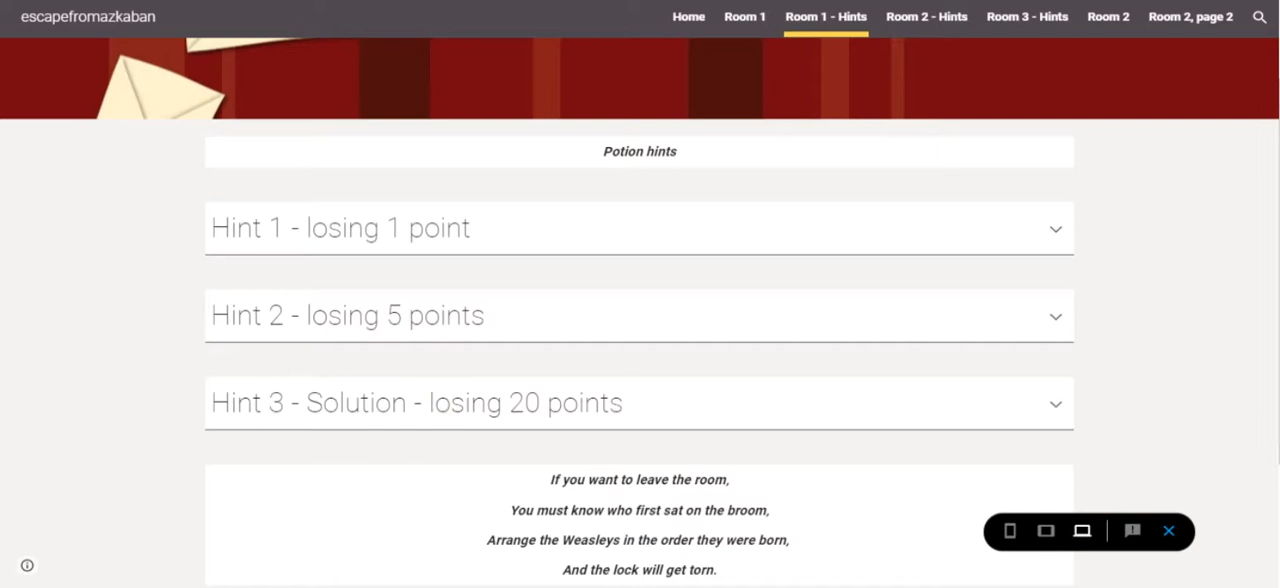 escapefromazkaban
Home Room 1 Room 1 - Hints Room 2 - Hints Room 3 - Hints Room 2 Room 2, page 2
Potion hints
Hint 1 - losing 1 point
Hint 2 - losing 5 points
Hint 3 - Solution - losing 20 points
If you want to leave the room,
You must know who first sat on the broom,
Arrange the Weasleys in the order they were born,
And the lock will get torn.